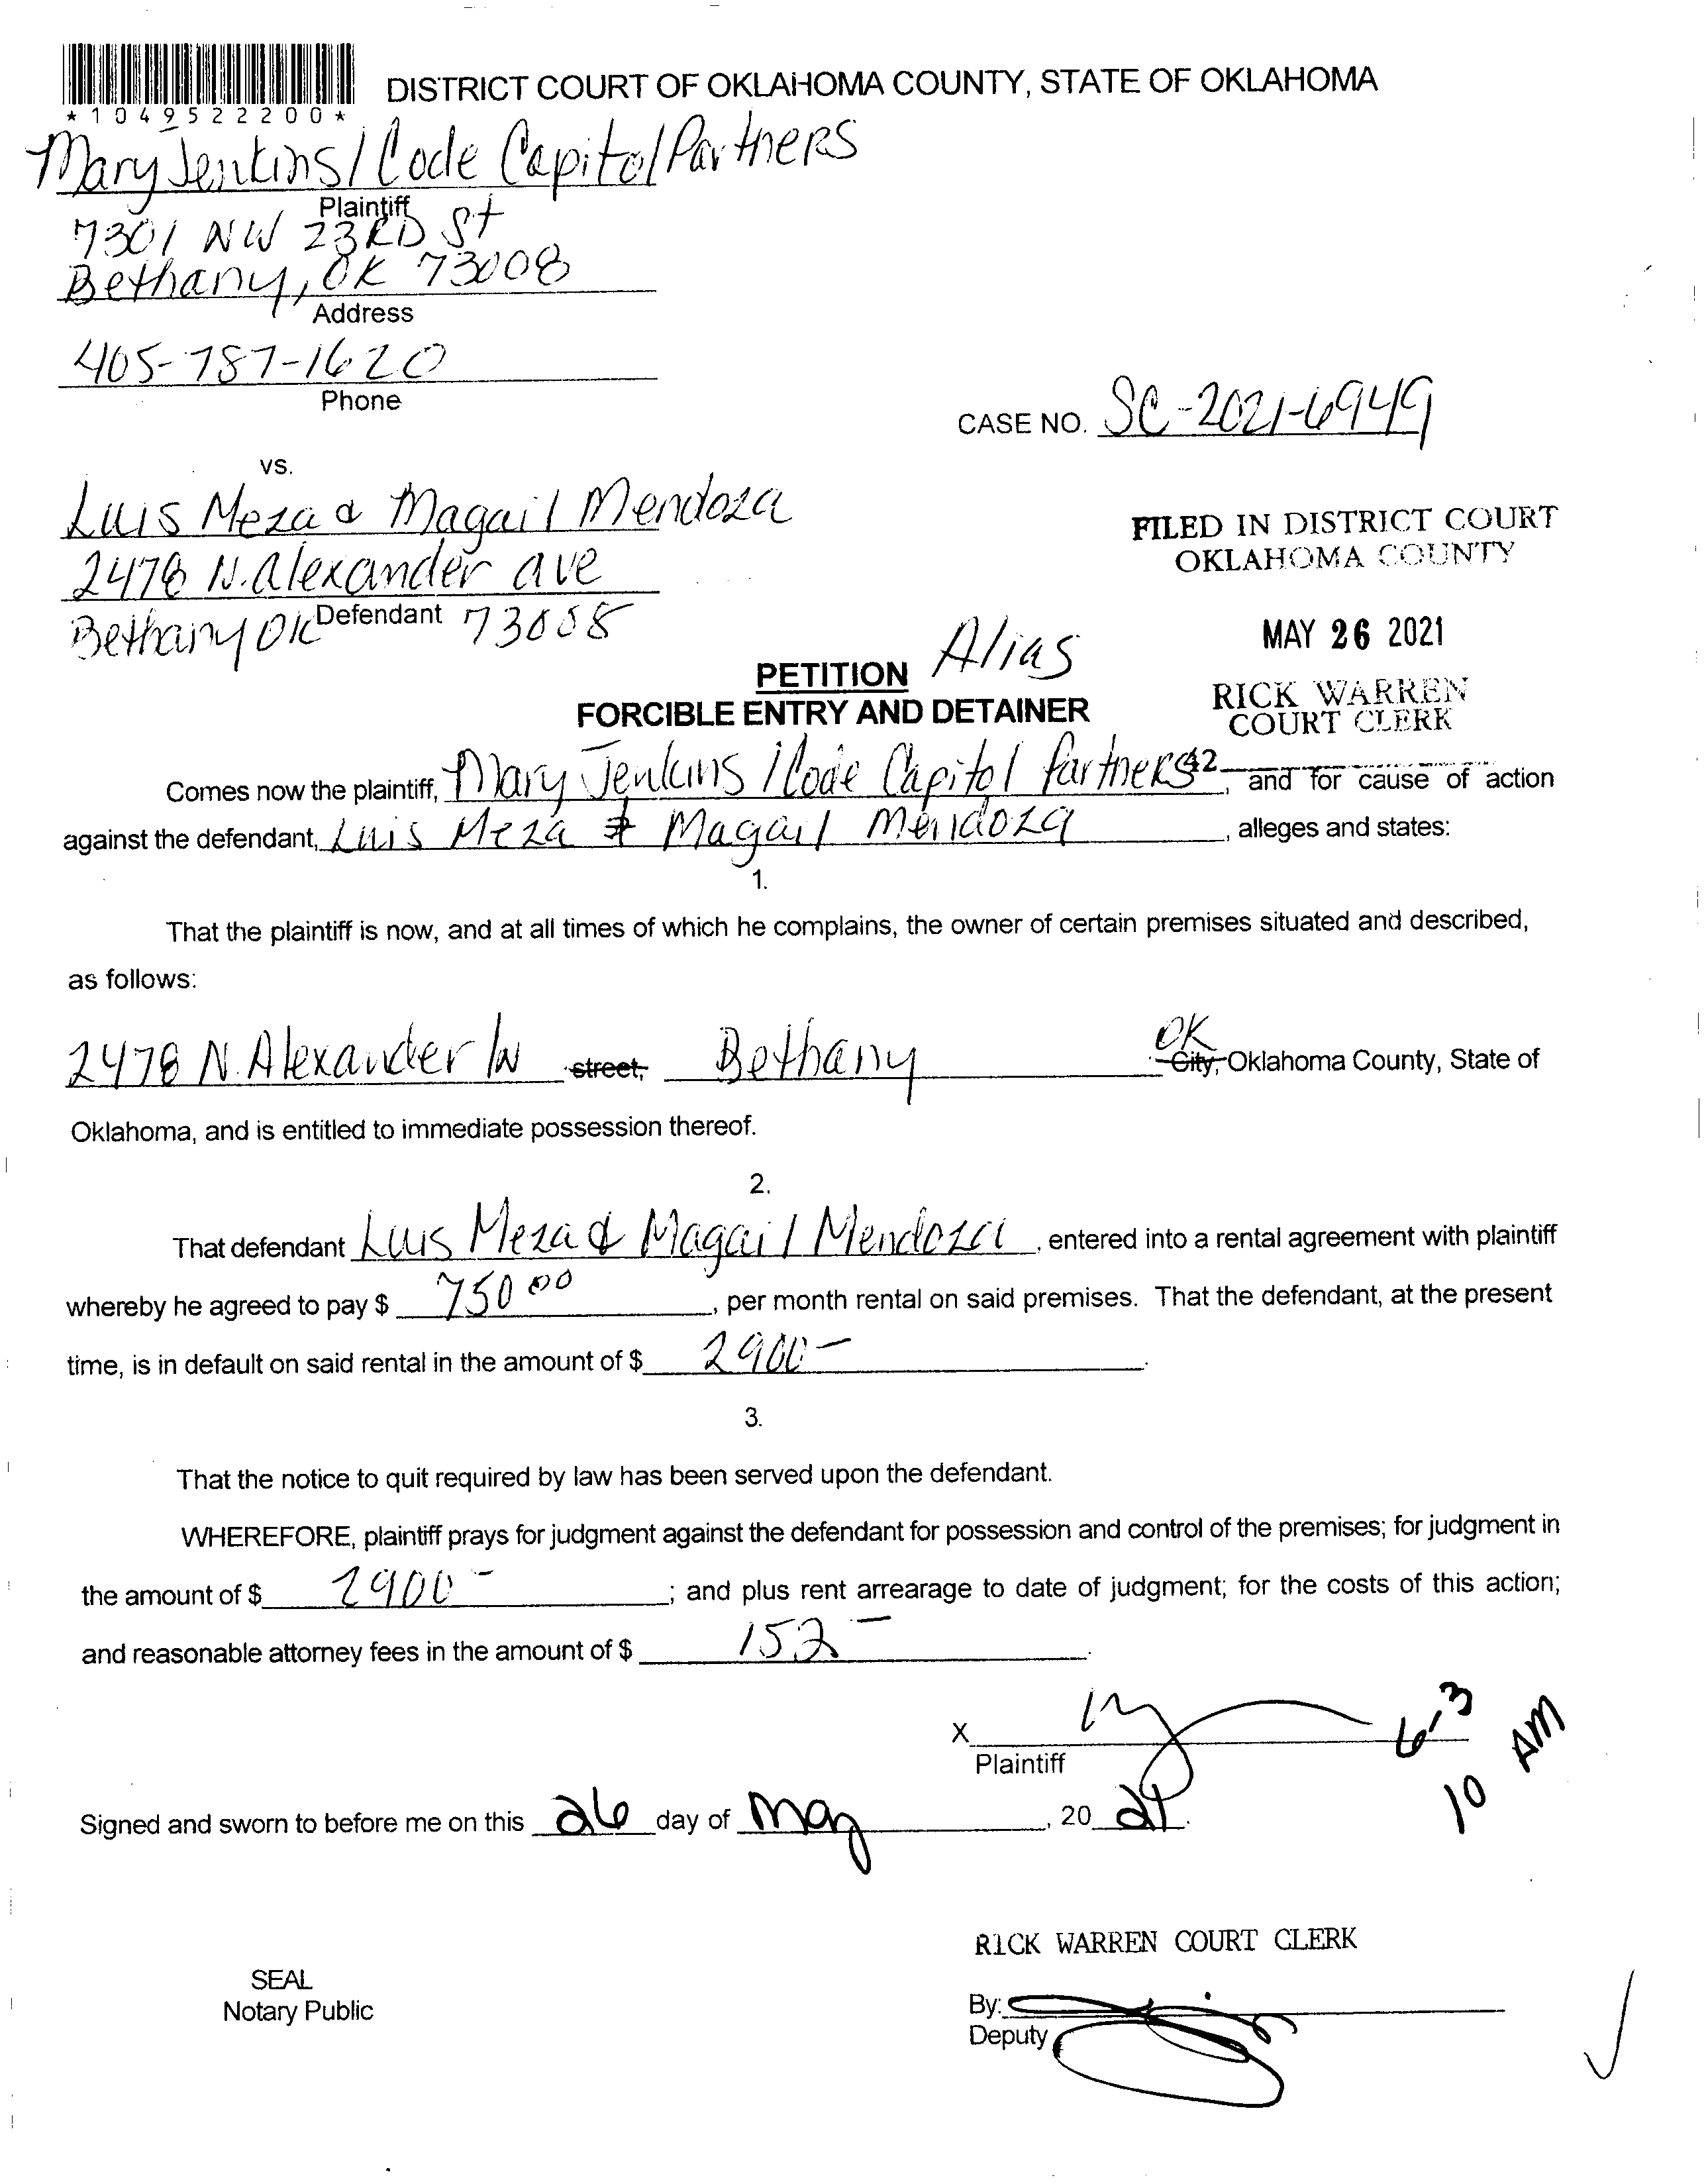 DISTRICT COURT OF OKLAHOMA COUNTY, STATE OF OKLAHOMA
*1049522200*
Mary Jenkins / Code Capitol Partners
Plaintiff
7301 NW 23RD St
Bethany, OK 73008
Address
405-787-1620
Phone
CASE NO. SC-2021-6949
vs.
Luis Meza & Magail Mendoza
2478 N. Alexander ave
Defendant
Bethany OK 73008
FILED IN DISTRICT COURT
OKLAHOMA COUNTY
MAY 26 2021
RICK WARREN
COURT CLERK
42
PETITION Alias
FORCIBLE ENTRY AND DETAINER
Comes now the plaintiff, Mary Jenkins / Code Capitol Partners, and for cause of action
against the defendant, Luis Meza & Magail Mendoza, alleges and states:
1.
That the plaintiff is now, and at all times of which he complains, the owner of certain premises situated and described,
as follows:
2478 N. Alexander ln street, Bethany OK City, Oklahoma County, State of
Oklahoma, and is entitled to immediate possession thereof.
2.
That defendant Luis Meza & Magail Mendoza, entered into a rental agreement with plaintiff
whereby he agreed to pay $ 750 00, per month rental on said premises. That the defendant, at the present
time, is in default on said rental in the amount of $ 2900-.
3.
That the notice to quit required by law has been served upon the defendant.
WHEREFORE, plaintiff prays for judgment against the defendant for possession and control of the premises; for judgment in
the amount of $ 2900-; and plus rent arrearage to date of judgment; for the costs of this action;
and reasonable attorney fees in the amount of $ 152-.
X
Plaintiff
6-3
10 AM
Signed and sworn to before me on this 26 day of May, 20 21.
RICK WARREN COURT CLERK
SEAL
Notary Public
By:
Deputy